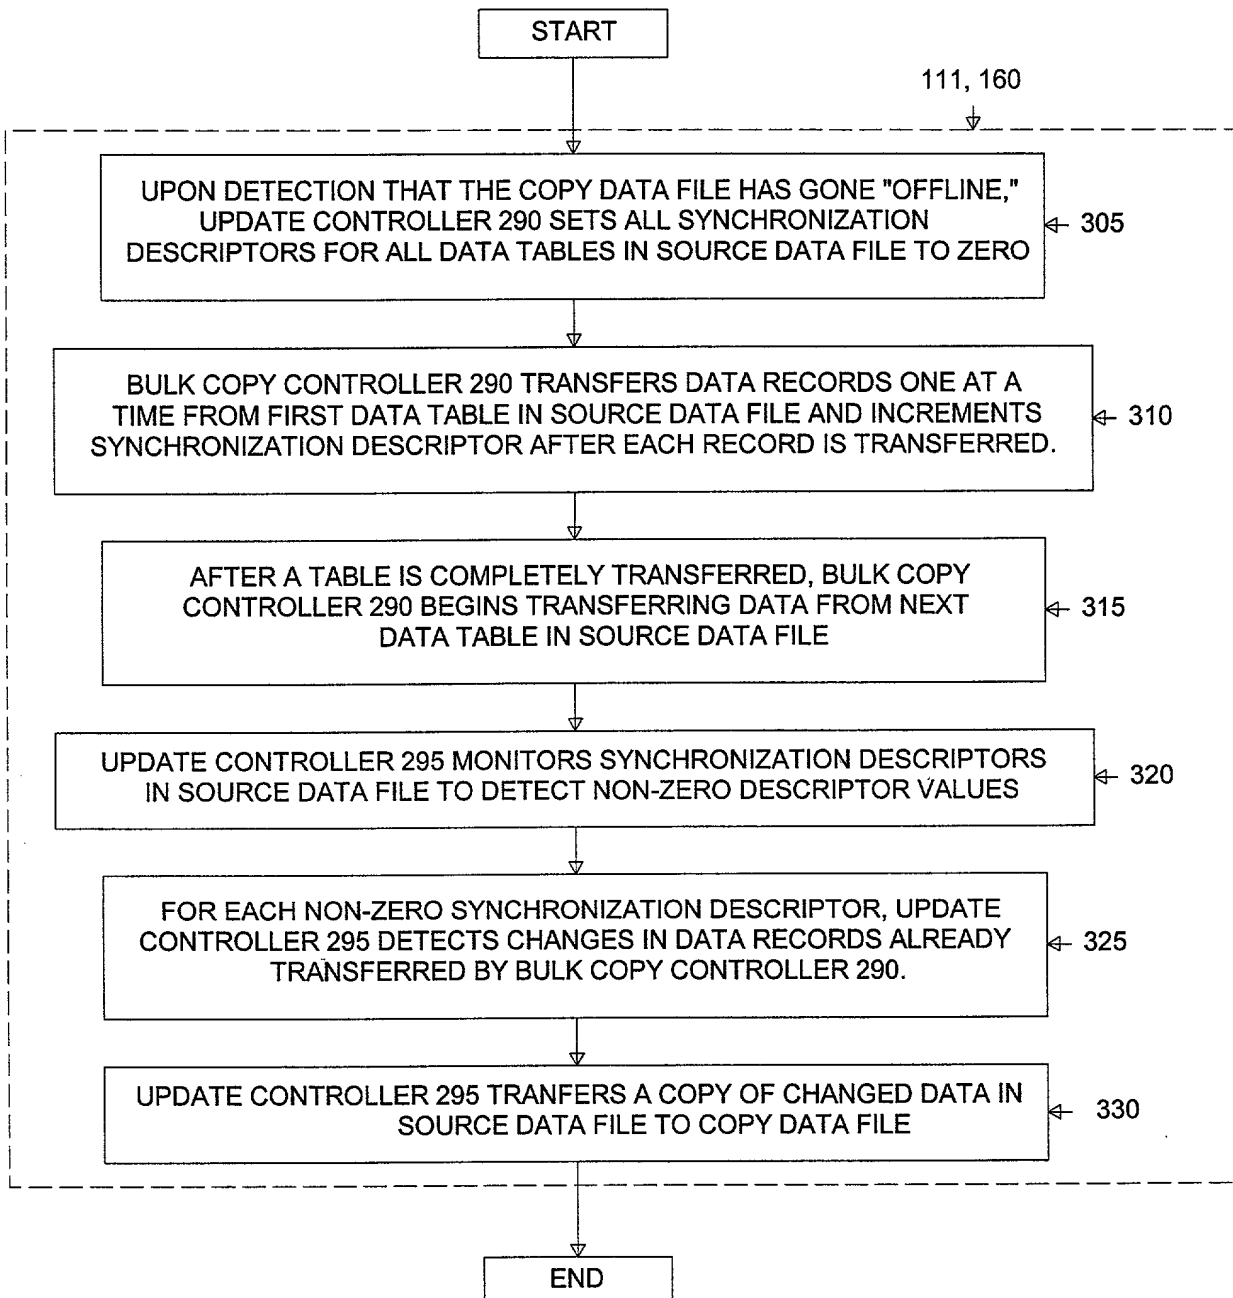 START
111, 160
UPON DETECTION THAT THE COPY DATA FILE HAS GONE "OFFLINE,"
UPDATE CONTROLLER 290 SETS ALL SYNCHRONIZATION
DESCRIPTORS FOR ALL DATA TABLES IN SOURCE DATA FILE TO ZERO
305
BULK COPY CONTROLLER 290 TRANSFERS DATA RECORDS ONE AT A
TIME FROM FIRST DATA TABLE IN SOURCE DATA FILE AND INCREMENTS
SYNCHRONIZATION DESCRIPTOR AFTER EACH RECORD IS TRANSFERRED.
310
AFTER A TABLE IS COMPLETELY TRANSFERRED, BULK COPY
CONTROLLER 290 BEGINS TRANSFERRING DATA FROM NEXT
DATA TABLE IN SOURCE DATA FILE
315
UPDATE CONTROLLER 295 MONITORS SYNCHRONIZATION DESCRIPTORS
IN SOURCE DATA FILE TO DETECT NON-ZERO DESCRIPTOR VALUES
320
FOR EACH NON-ZERO SYNCHRONIZATION DESCRIPTOR, UPDATE
CONTROLLER 295 DETECTS CHANGES IN DATA RECORDS ALREADY
TRANSFERRED BY BULK COPY CONTROLLER 290.
325
UPDATE CONTROLLER 295 TRANFERS A COPY OF CHANGED DATA IN
SOURCE DATA FILE TO COPY DATA FILE
330
END